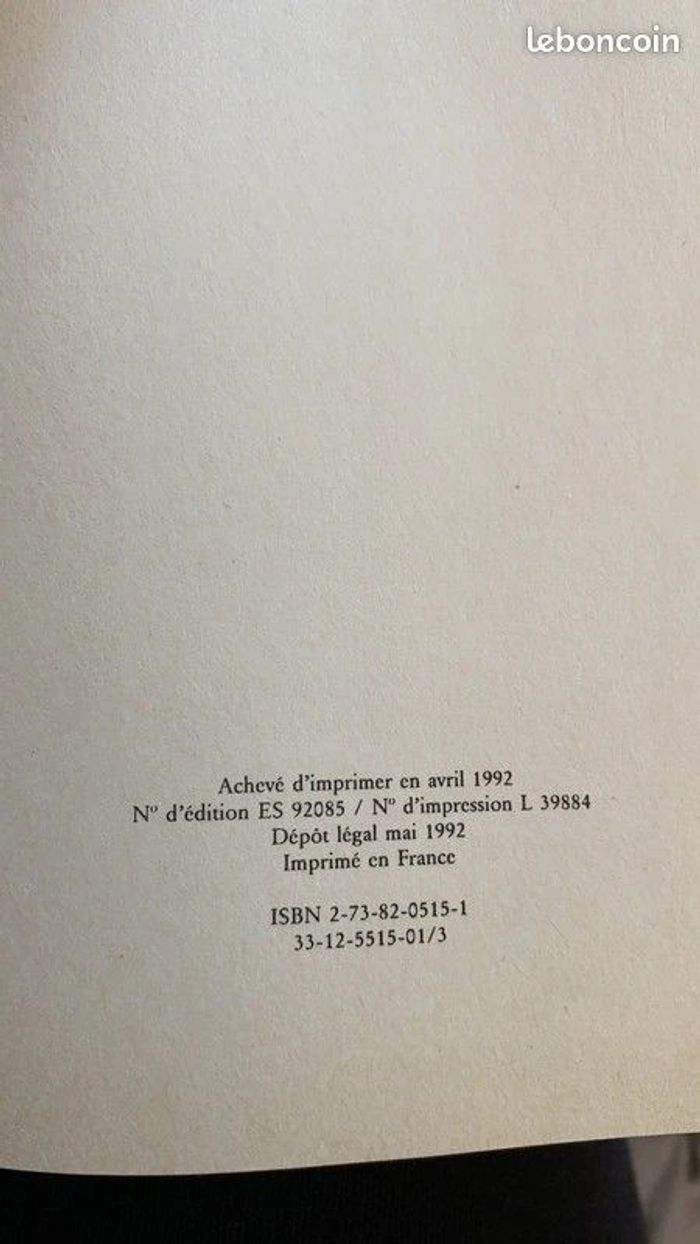 leboncoin
Achevé d'imprimer en avril 1992
N° d'édition ES 92085 / N° d'impression L 39884
Dépôt légal mai 1992
Imprimé en France
ISBN 2-73-82-0515-1
33-12-5515-01/3